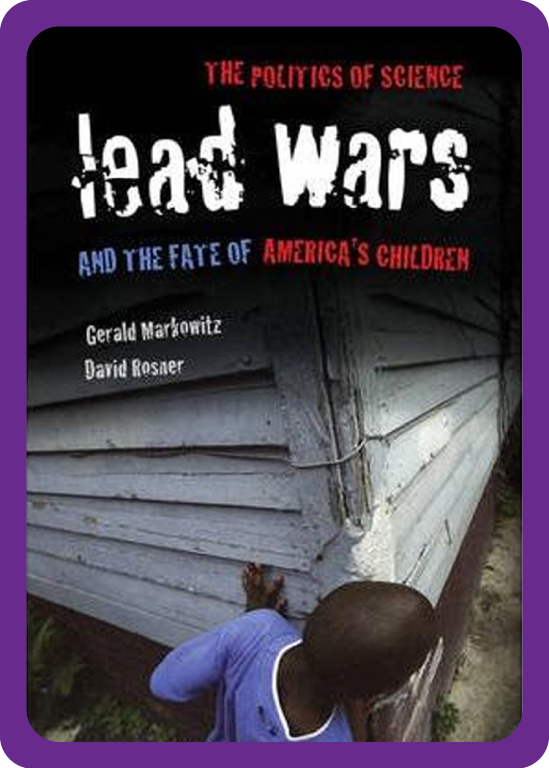 THE POLITICS OF SCIENCE
lead wars
AND THE FATE OF AMERICA'S CHILDREN
Gerald Markowitz
David Rosner